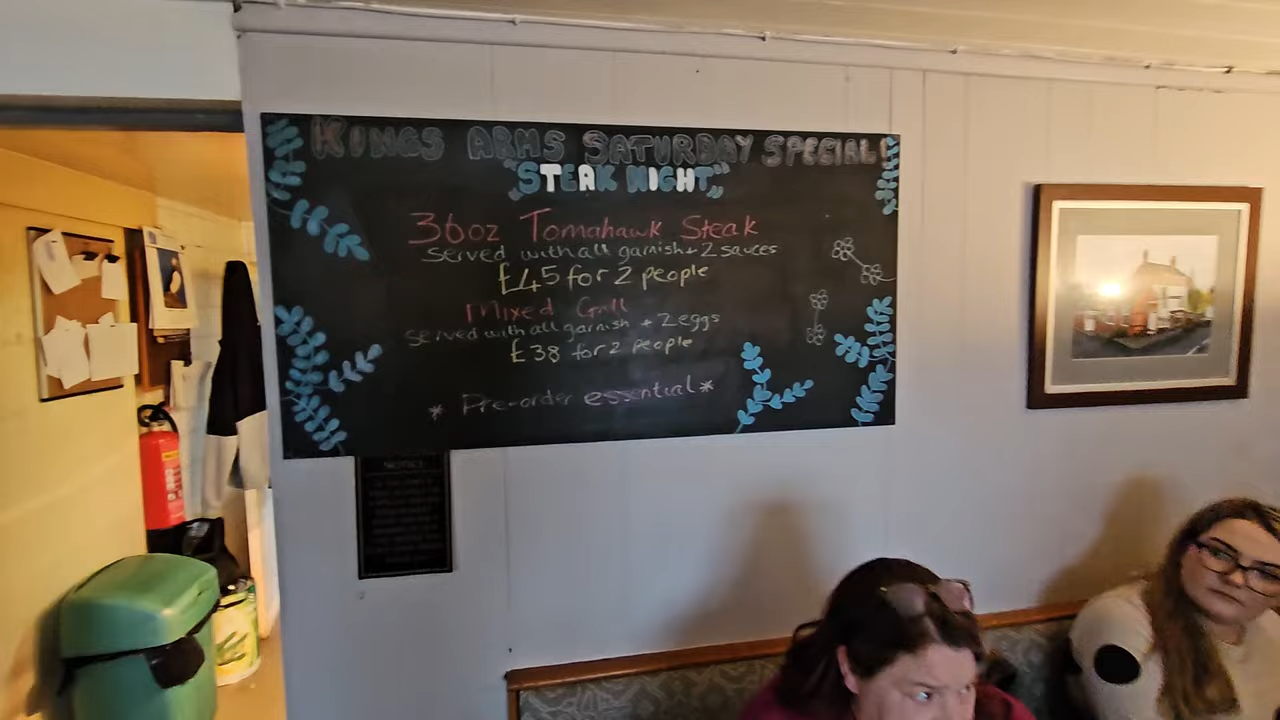 KINGS ARMS SATURDAY SPECIAL!
"STEAK NIGHT"
36oz Tomahawk Steak
served with all garnish + 2 sauces
£45 for 2 people
Mixed Grill
served with all garnish + 2 eggs
£38 for 2 people
* Pre-order essential *
NOTICE